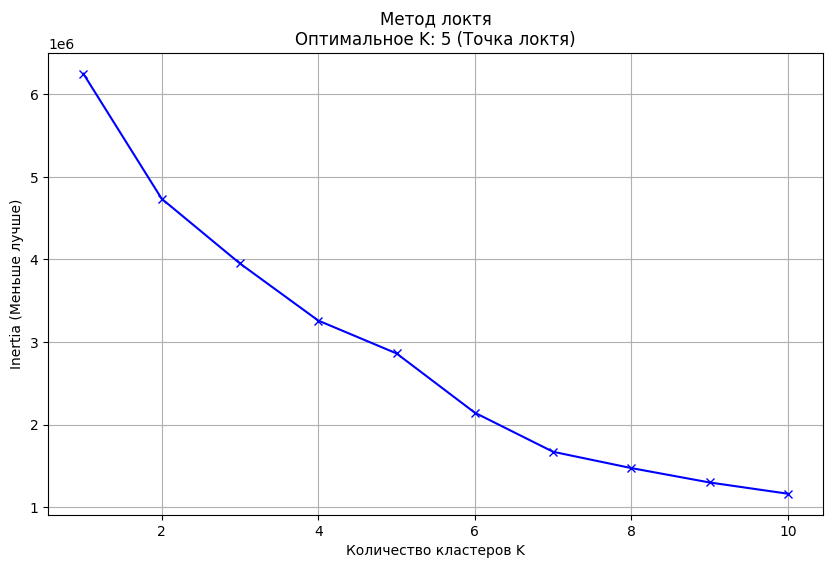 Метод локтя
Оптимальное K: 5 (Точка локтя)
1e6
6
5
4
3
2
1
Inertia (Меньше лучше)
2 4 6 8 10
Количество кластеров K